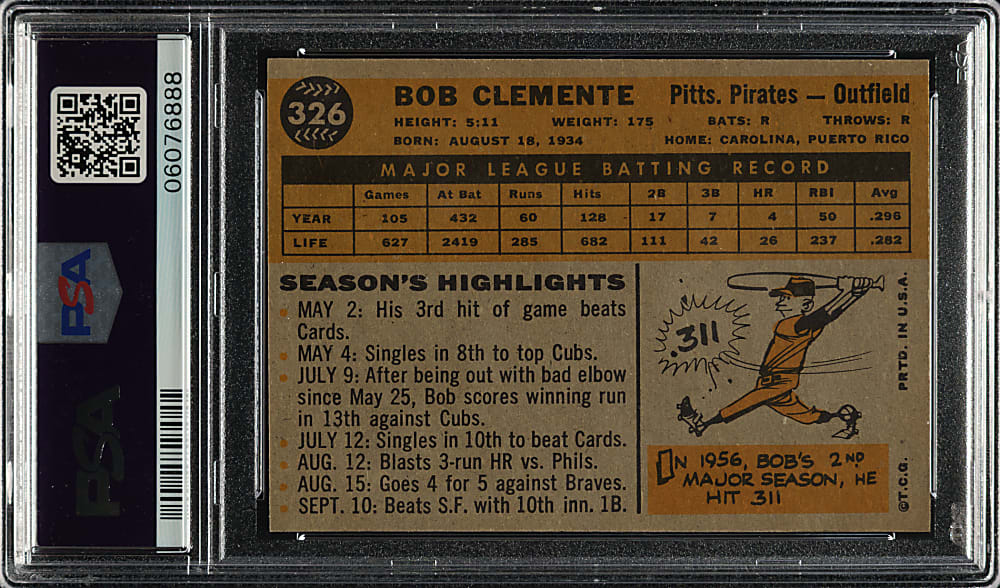 06076888
PSA
PSA
326
BOB CLEMENTE Pitts. Pirates — Outfield
HEIGHT: 5:11 WEIGHT: 175 BATS: R THROWS: R
BORN: AUGUST 18, 1934 HOME: CAROLINA, PUERTO RICO
MAJOR LEAGUE BATTING RECORD
Games At Bat Runs Hits 2B 3B HR RBI Avg
YEAR 105 432 60 128 17 7 4 50 .296
LIFE 627 2419 285 682 111 42 26 237 .282
SEASON'S HIGHLIGHTS
MAY 2: His 3rd hit of game beats
Cards.
MAY 4: Singles in 8th to top Cubs.
JULY 9: After being out with bad elbow
since May 25, Bob scores winning run
in 13th against Cubs.
JULY 12: Singles in 10th to beat Cards.
AUG. 12: Blasts 3-run HR vs. Phils.
AUG. 15: Goes 4 for 5 against Braves.
SEPT. 10: Beats S.F. with 10th inn. 1B.
.311
IN 1956, BOB'S 2ND
MAJOR SEASON, HE
HIT 311
PRTD. IN U.S.A.
©T.C.G.